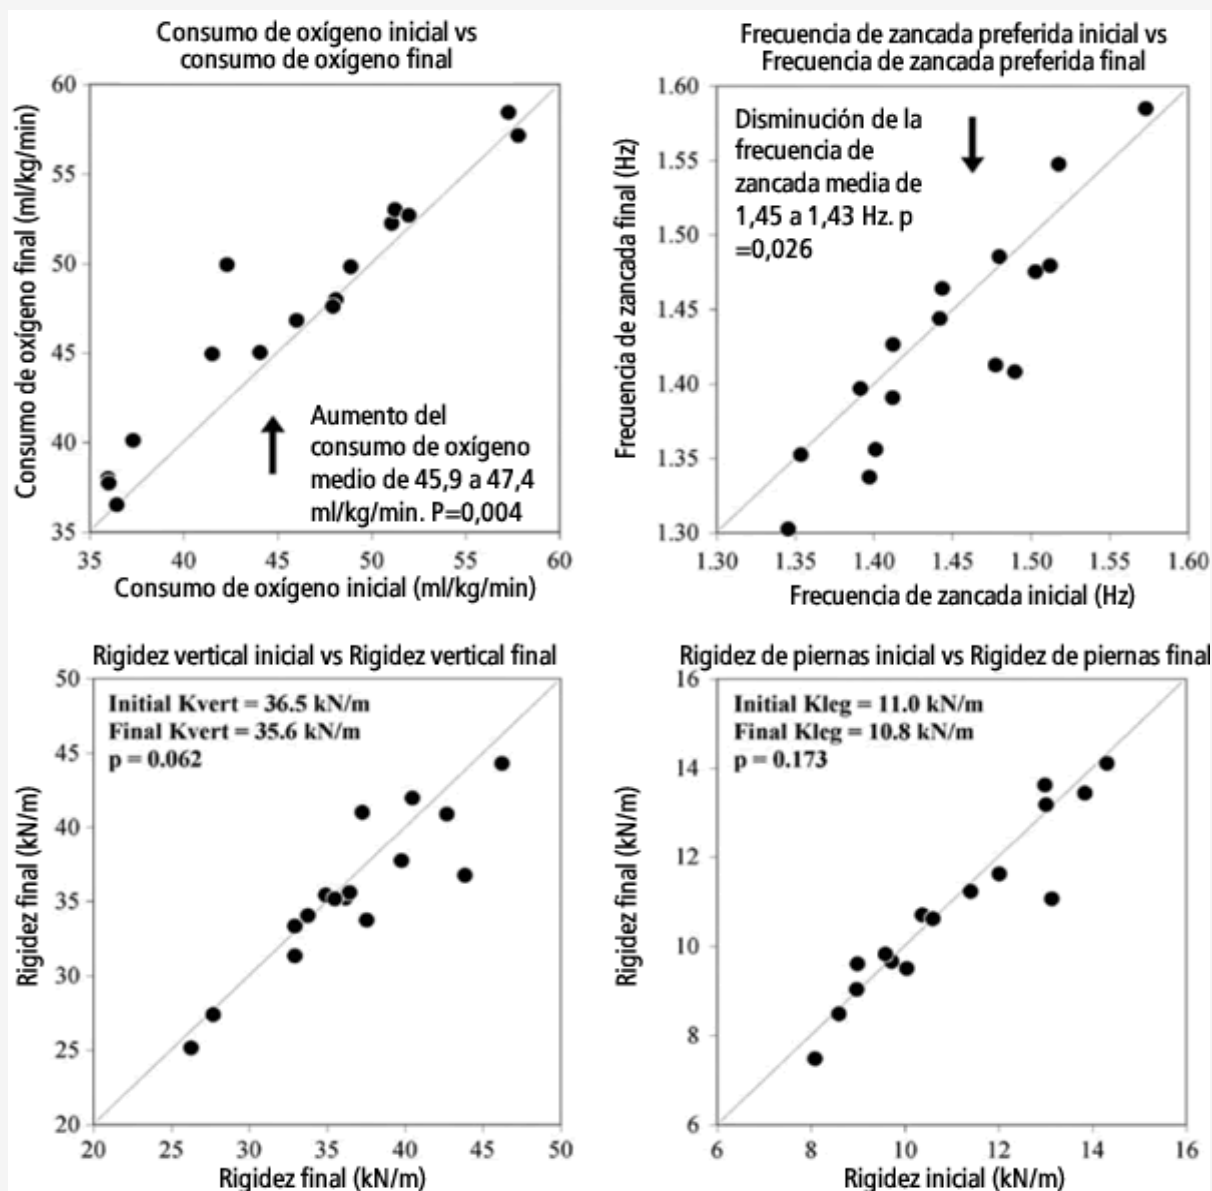 Consumo de oxígeno inicial vs
consumo de oxígeno final
Consumo de oxígeno final (ml/kg/min)
60
55
50
45
40
35
Aumento del
consumo de oxígeno
medio de 45,9 a 47,4
ml/kg/min. P=0,004
35
40
45
50
55
60
Consumo de oxígeno inicial (ml/kg/min)
Frecuencia de zancada preferida inicial vs
Frecuencia de zancada preferida final
Frecuencia de zancada final (Hz)
1.60
1.55
1.50
1.45
1.40
1.35
1.30
Disminución de la
frecuencia de
zancada media de
1,45 a 1,43 Hz. p
=0,026
1.30
1.40
1.50
1.60
Frecuencia de zancada inicial (Hz)
Rigidez vertical inicial vs Rigidez vertical final
Rigidez final (kN/m)
50
45
40
35
30
25
20
Initial Kvert = 36.5 kN/m
Final Kvert = 35.6 kN/m
p = 0.062
20
25
30
35
40
45
50
Rigidez final (kN/m)
Rigidez de piernas inicial vs Rigidez de piernas final
Rigidez final (kN/m)
16
14
12
10
8
6
Initial Kleg = 11.0 kN/m
Final Kleg = 10.8 kN/m
p = 0.173
6
8
10
12
14
16
Rigidez inicial (kN/m)